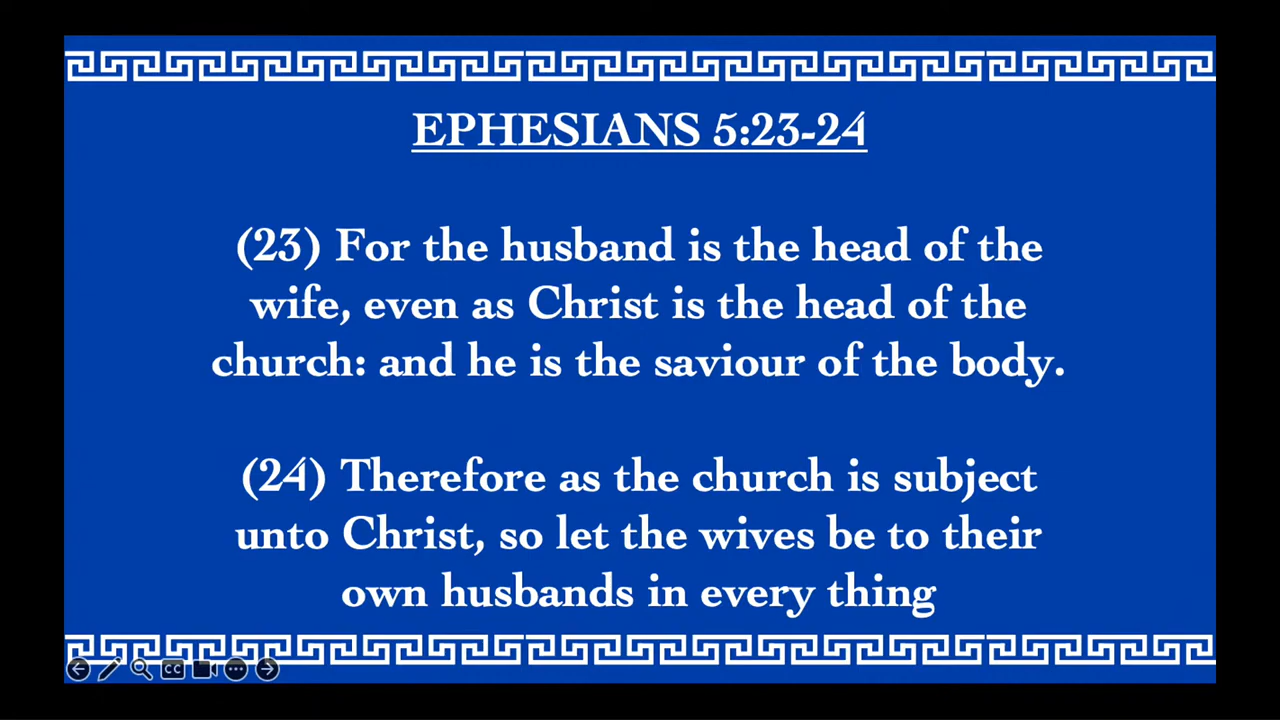 EPHESIANS 5:23-24
(23) For the husband is the head of the
wife, even as Christ is the head of the
church: and he is the saviour of the body.
(24) Therefore as the church is subject
unto Christ, so let the wives be to their
own husbands in every thing
CC